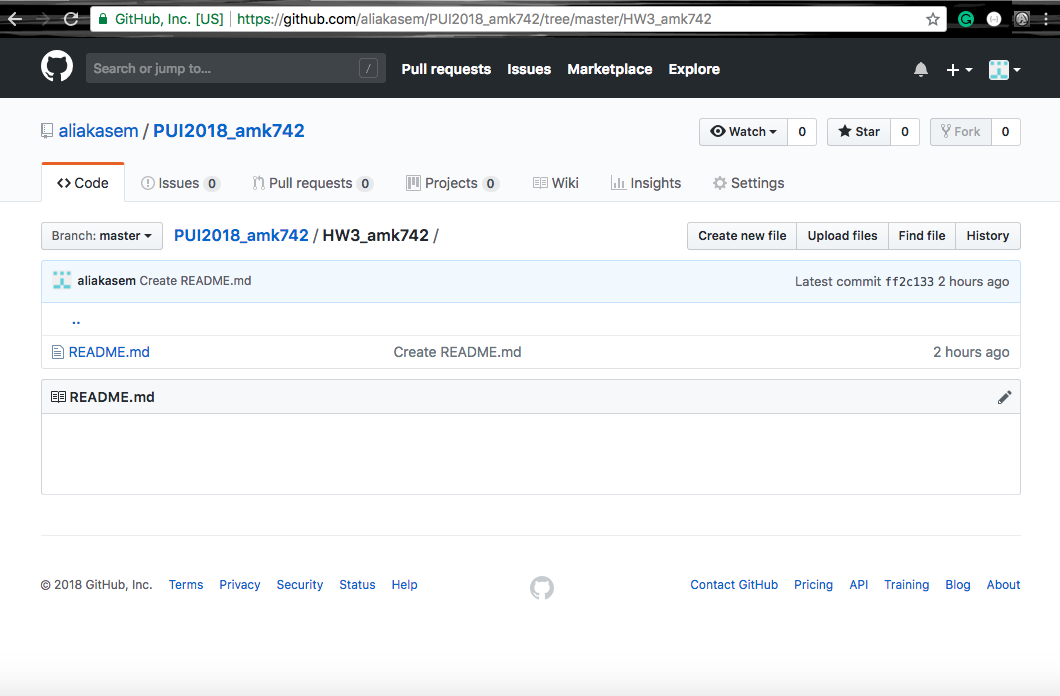 GitHub, Inc. [US] | https://github.com/aliakasem/PUI2018_amk742/tree/master/HW3_amk742
Search or jump to... / Pull requests Issues Marketplace Explore
aliakasem / PUI2018_amk742 Watch 0 Star 0 Fork 0
Code Issues 0 Pull requests 0 Projects 0 Wiki Insights Settings
Branch: master PUI2018_amk742 / HW3_amk742 / Create new file Upload files Find file History
aliakasem Create README.md Latest commit ff2c133 2 hours ago
..
README.md Create README.md 2 hours ago
README.md
© 2018 GitHub, Inc. Terms Privacy Security Status Help Contact GitHub Pricing API Training Blog About